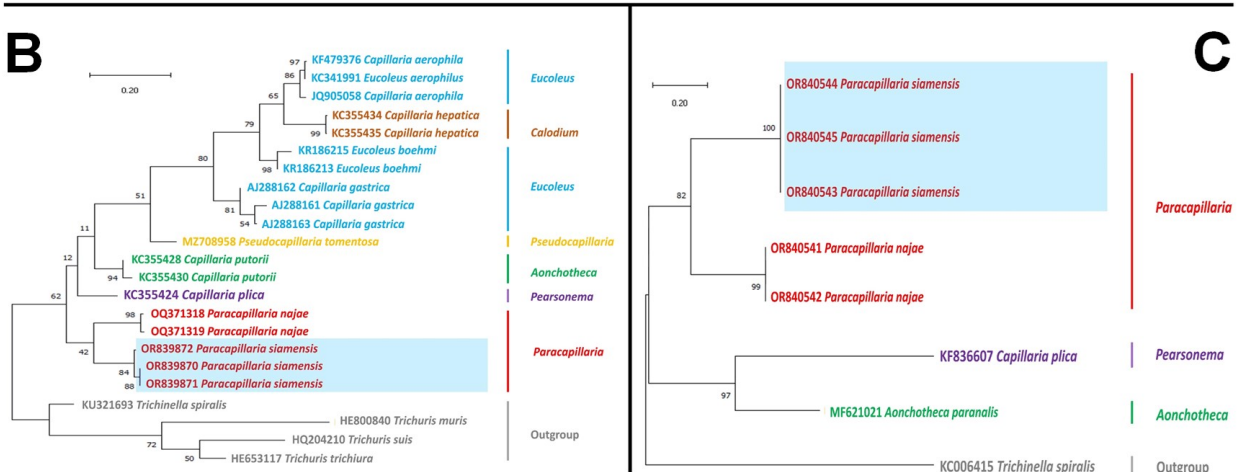 B
0.20
97
KF479376 Capillaria aerophila
86
KC341991 Eucoleus aerophilus
Eucoleus
JQ905058 Capillaria aerophila
65
KC355434 Capillaria hepatica
79
99
KC355435 Capillaria hepatica
Calodium
KR186215 Eucoleus boehmi
80
98
KR186213 Eucoleus boehmi
AJ288162 Capillaria gastrica
Eucoleus
51
81
AJ288161 Capillaria gastrica
54
AJ288163 Capillaria gastrica
11
MZ708958 Pseudocapillaria tomentosa
Pseudocapillaria
12
KC355428 Capillaria putorii
94
KC355430 Capillaria putorii
Aonchotheca
62
KC355424 Capillaria plica
Pearsonema
98
OQ371318 Paracapillaria najae
OQ371319 Paracapillaria najae
42
OR839872 Paracapillaria siamensis
Paracapillaria
84
OR839870 Paracapillaria siamensis
88
OR839871 Paracapillaria siamensis
KU321693 Trichinella spiralis
HE800840 Trichuris muris
72
HQ204210 Trichuris suis
Outgroup
50
HE653117 Trichuris trichiura
C
0.20
OR840544 Paracapillaria siamensis
100
OR840545 Paracapillaria siamensis
82
OR840543 Paracapillaria siamensis
Paracapillaria
OR840541 Paracapillaria najae
99
OR840542 Paracapillaria najae
KF836607 Capillaria plica
Pearsonema
97
MF621021 Aonchotheca paranalis
Aonchotheca
KC006415 Trichinella spiralis
Outgroup